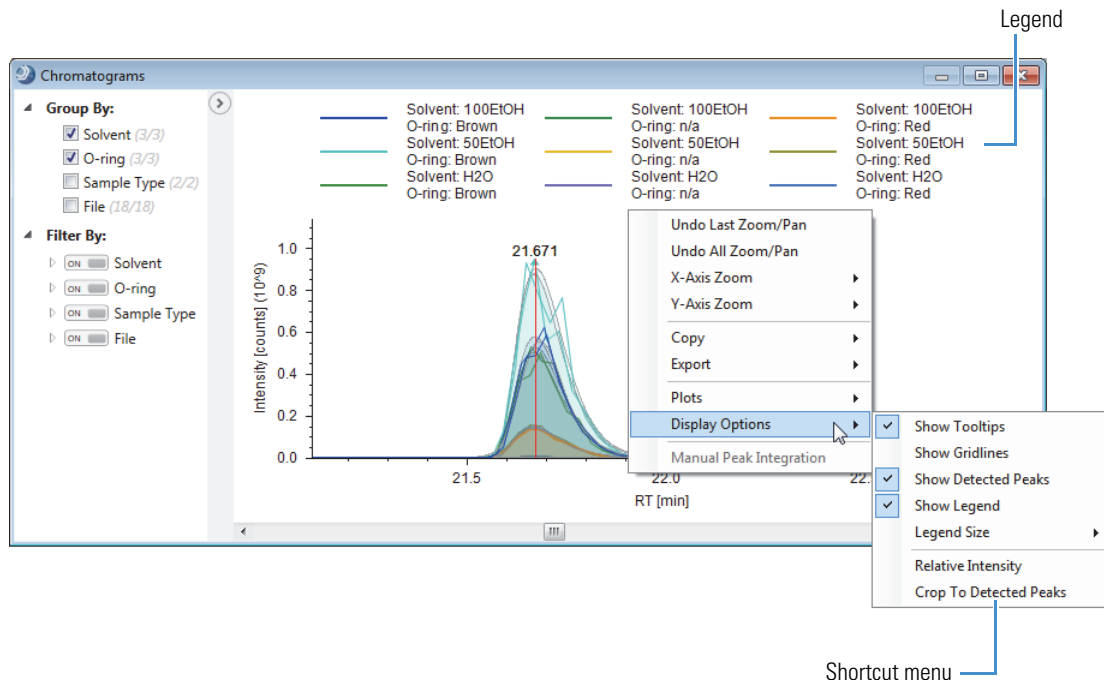 Legend
Chromatograms
Group By:
Solvent (3/3)
O-ring (3/3)
Sample Type (2/2)
File (18/18)
Filter By:
ON Solvent
ON O-ring
ON Sample Type
ON File
Solvent: 100EtOH
O-ring: Brown
Solvent: 50EtOH
O-ring: Brown
Solvent: H2O
O-ring: Brown
Solvent: 100EtOH
O-ring: n/a
Solvent: 50EtOH
O-ring: n/a
Solvent: H2O
O-ring: n/a
Solvent: 100EtOH
O-ring: Red
Solvent: 50EtOH
O-ring: Red
Solvent: H2O
O-ring: Red
Intensity [counts] (10^9)
1.0
0.8
0.6
0.4
0.2
0.0
21.671
21.5
22.0
22.
RT [min]
Undo Last Zoom/Pan
Undo All Zoom/Pan
X-Axis Zoom
Y-Axis Zoom
Copy
Export
Plots
Display Options
Manual Peak Integration
Show Tooltips
Show Gridlines
Show Detected Peaks
Show Legend
Legend Size
Relative Intensity
Crop To Detected Peaks
Shortcut menu